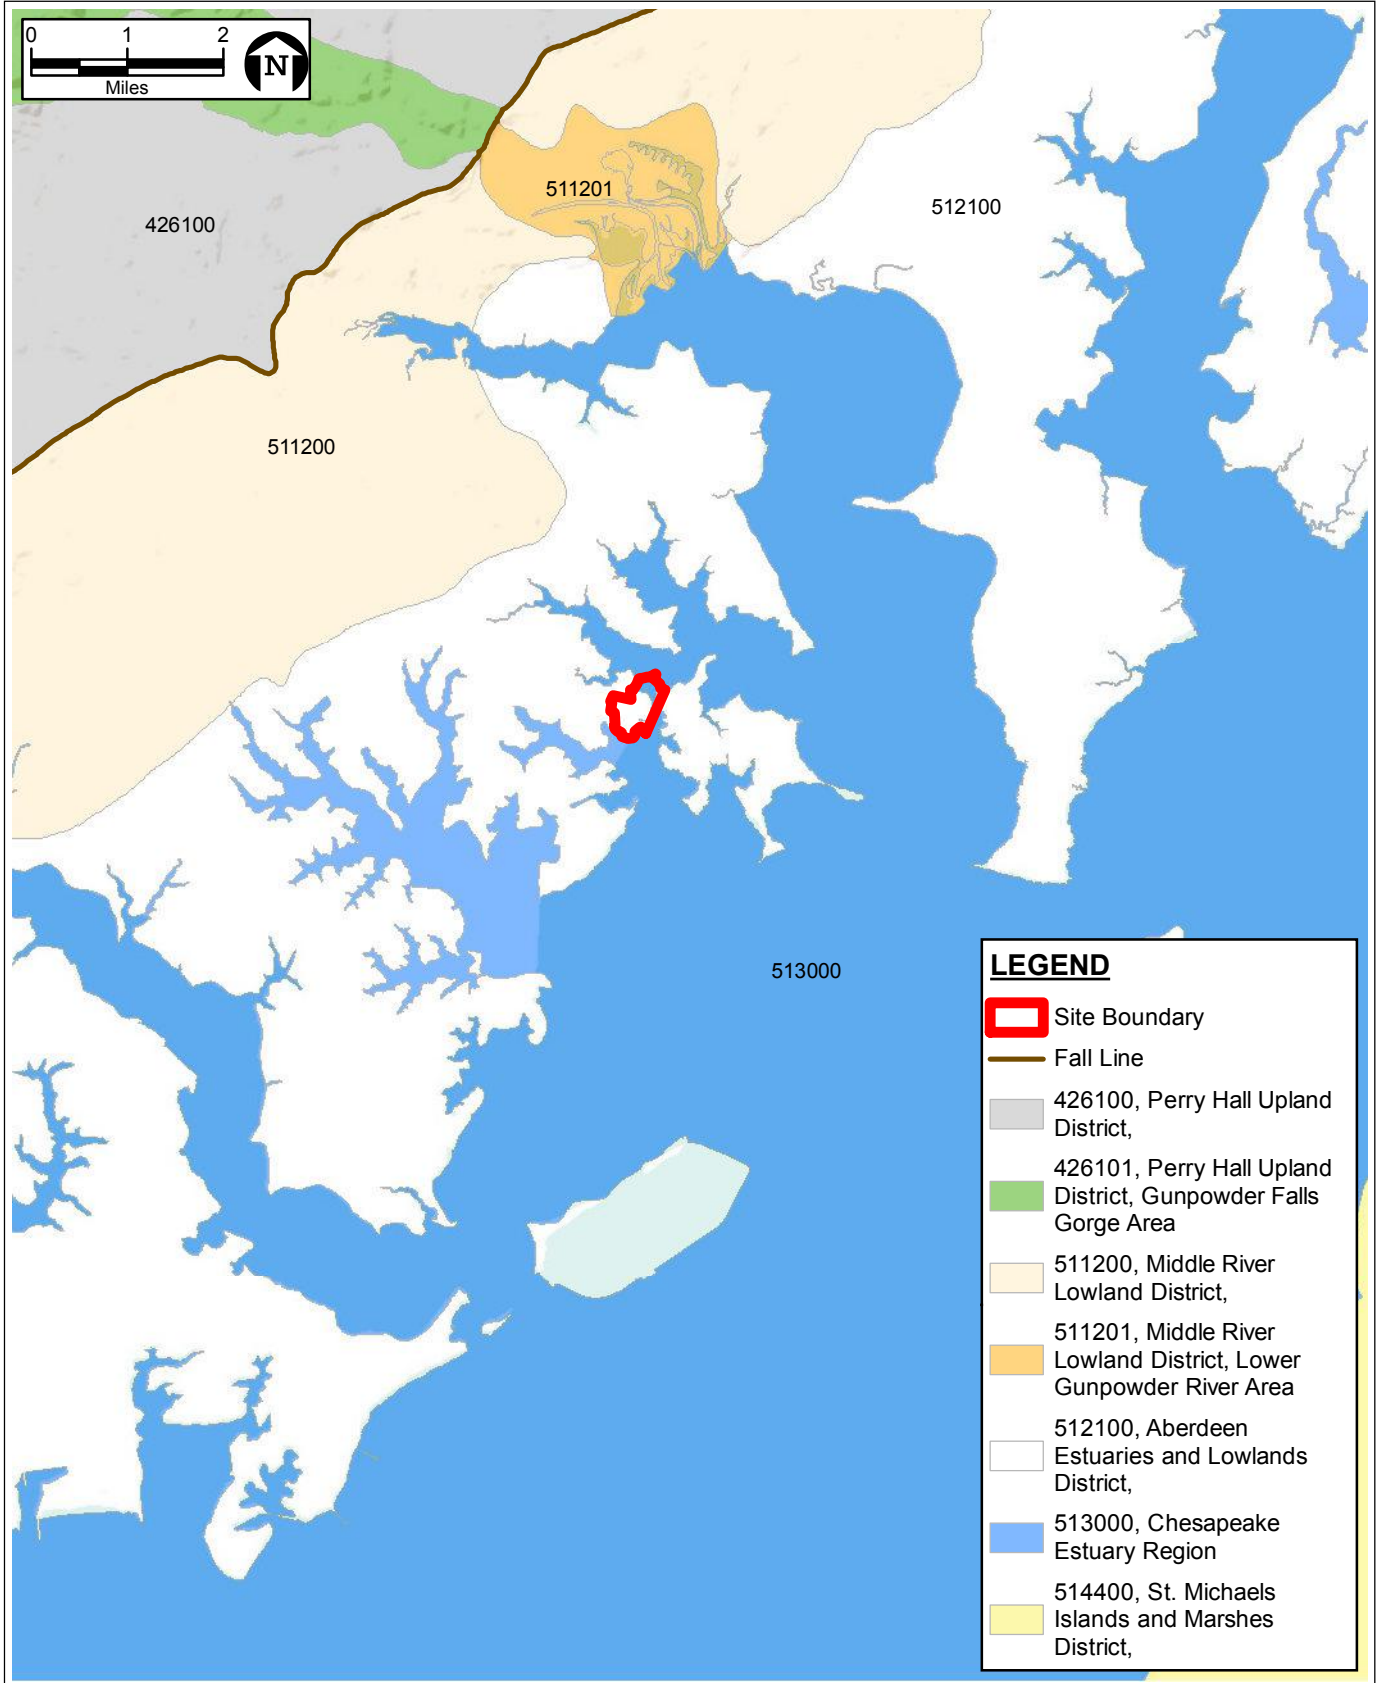 0 1 2
Miles
N
511201
426100
512100
511200
513000
LEGEND
Site Boundary
Fall Line
426100, Perry Hall Upland
District,
426101, Perry Hall Upland
District, Gunpowder Falls
Gorge Area
511200, Middle River
Lowland District,
511201, Middle River
Lowland District, Lower
Gunpowder River Area
512100, Aberdeen
Estuaries and Lowlands
District,
513000, Chesapeake
Estuary Region
514400, St. Michaels
Islands and Marshes
District,